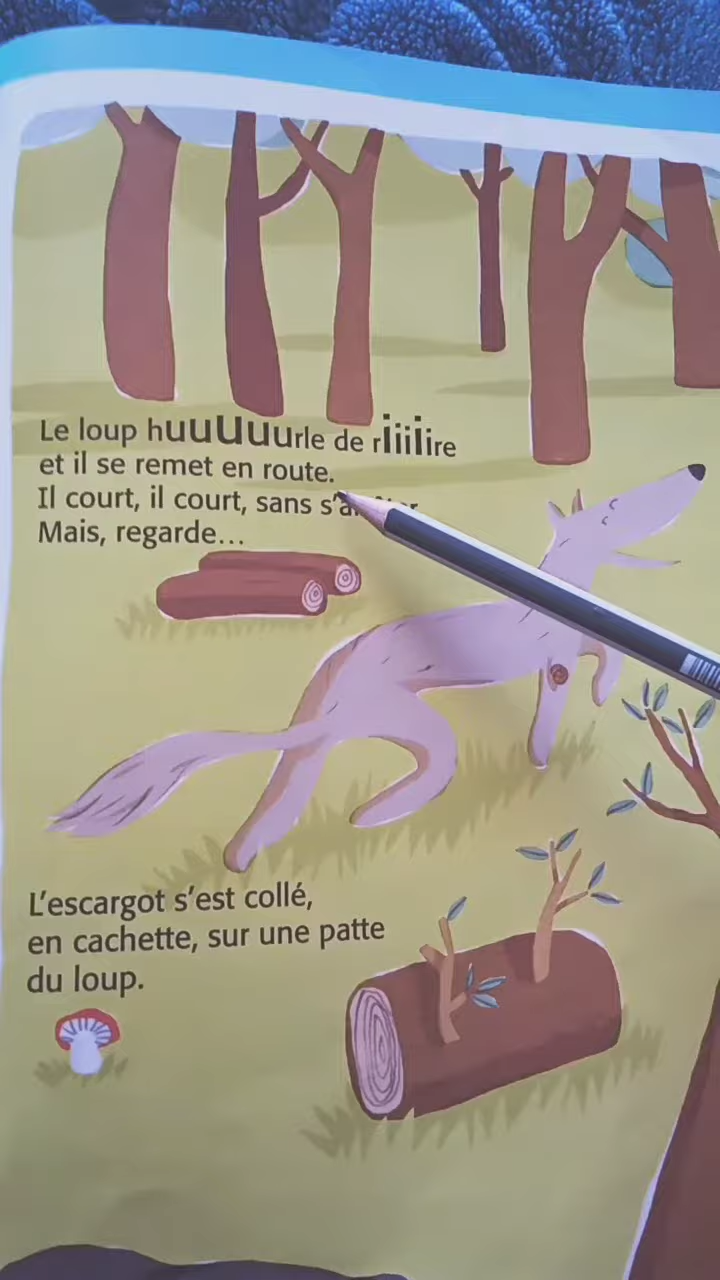 Le loup huuUuurle de riiiiire
et il se remet en route.
Il court, il court, sans
Mais, regarde...
L'escargot s'est collé,
en cachette, sur une patte
du loup.